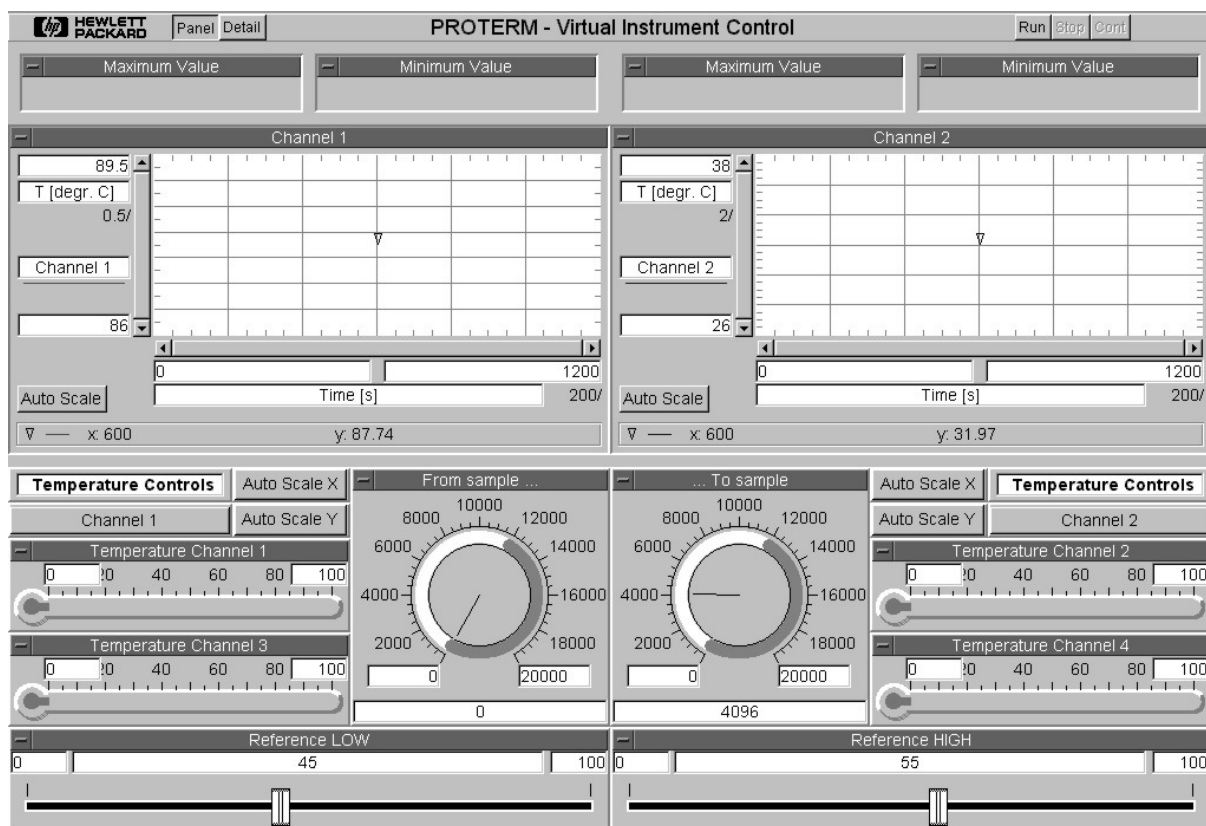 hp HEWLETT PACKARD Panel Detail PROTERM - Virtual Instrument Control Run Stop Cont
Maximum Value Minimum Value Maximum Value Minimum Value
Channel 1 Channel 2
89.5 38
T [degr. C] T [degr. C]
0.5/ 2/
Channel 1 Channel 2
86 26
0 1200 0 1200
Auto Scale Time [s] 200/ Auto Scale Time [s] 200/
x: 600 y: 87.74 x: 600 y: 31.97
Temperature Controls Auto Scale X From sample ... ... To sample Auto Scale X Temperature Controls
Channel 1 Auto Scale Y Auto Scale Y Channel 2
10000 10000
8000 12000 8000 12000
6000 14000 6000 14000
4000 16000 4000 16000
2000 18000 2000 18000
0 20000 0 20000
0 4096
Temperature Channel 1 Temperature Channel 2
0 20 40 60 80 100 0 20 40 60 80 100
Temperature Channel 3 Temperature Channel 4
0 20 40 60 80 100 0 20 40 60 80 100
Reference LOW Reference HIGH
0 45 100 0 55 100